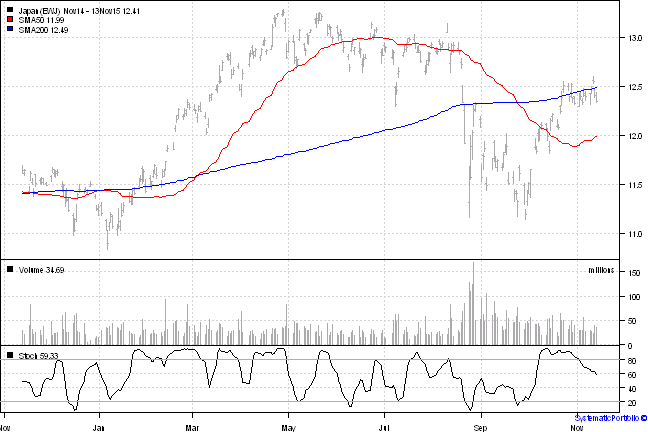 Japan (EWJ) Nov14 - 13Nov15 12.41
SMA50 11.99
SMA200 12.49
13.0
12.5
12.0
11.5
11.0
Volume 34.69
millions
150
100
50
0
Stoch 59.33
80
60
40
20
Nov
Jan
Mar
May
Jul
Sep
Nov
SystematicPortfolio ©